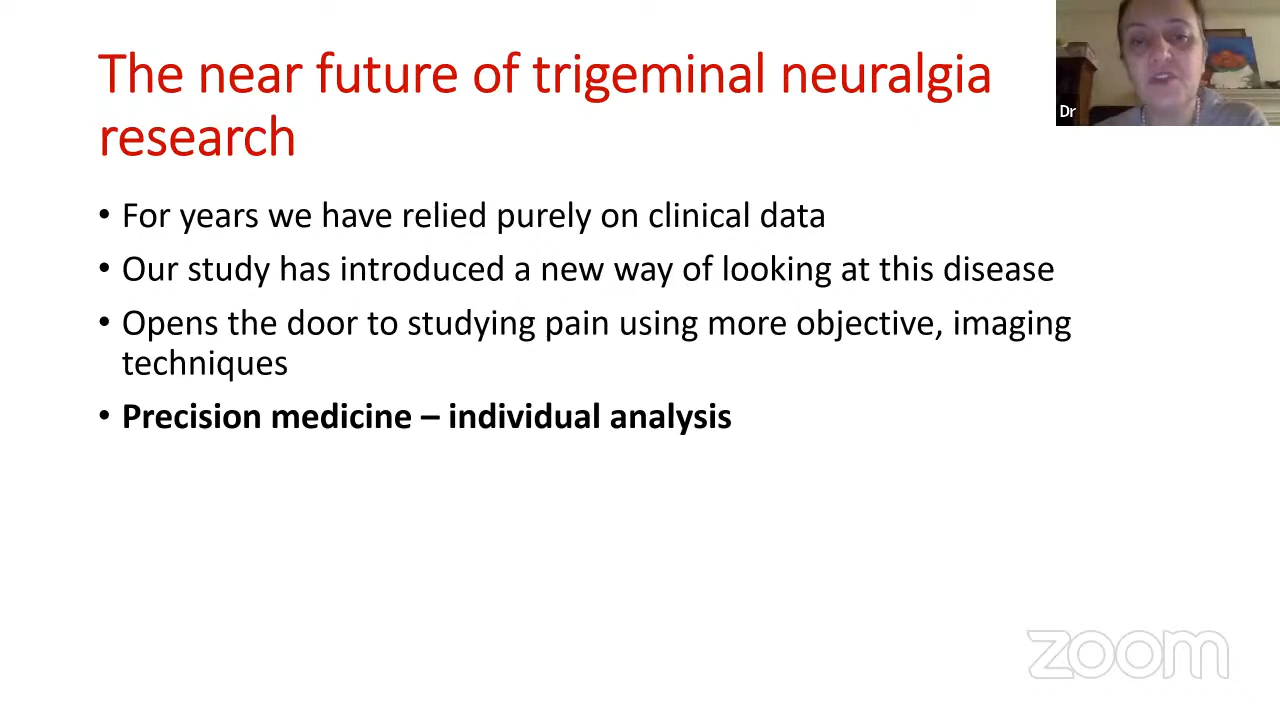 The near future of trigeminal neuralgia
research
• For years we have relied purely on clinical data
• Our study has introduced a new way of looking at this disease
• Opens the door to studying pain using more objective, imaging
techniques
• Precision medicine – individual analysis
Dr
zoom